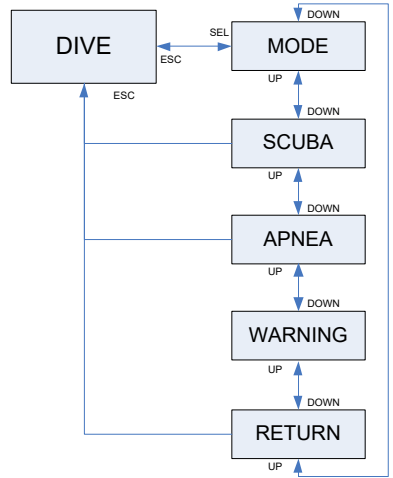 DOWN
DIVE
SEL
MODE
ESC
UP
ESC
DOWN
SCUBA
UP
DOWN
APNEA
UP
DOWN
WARNING
UP
DOWN
RETURN
UP